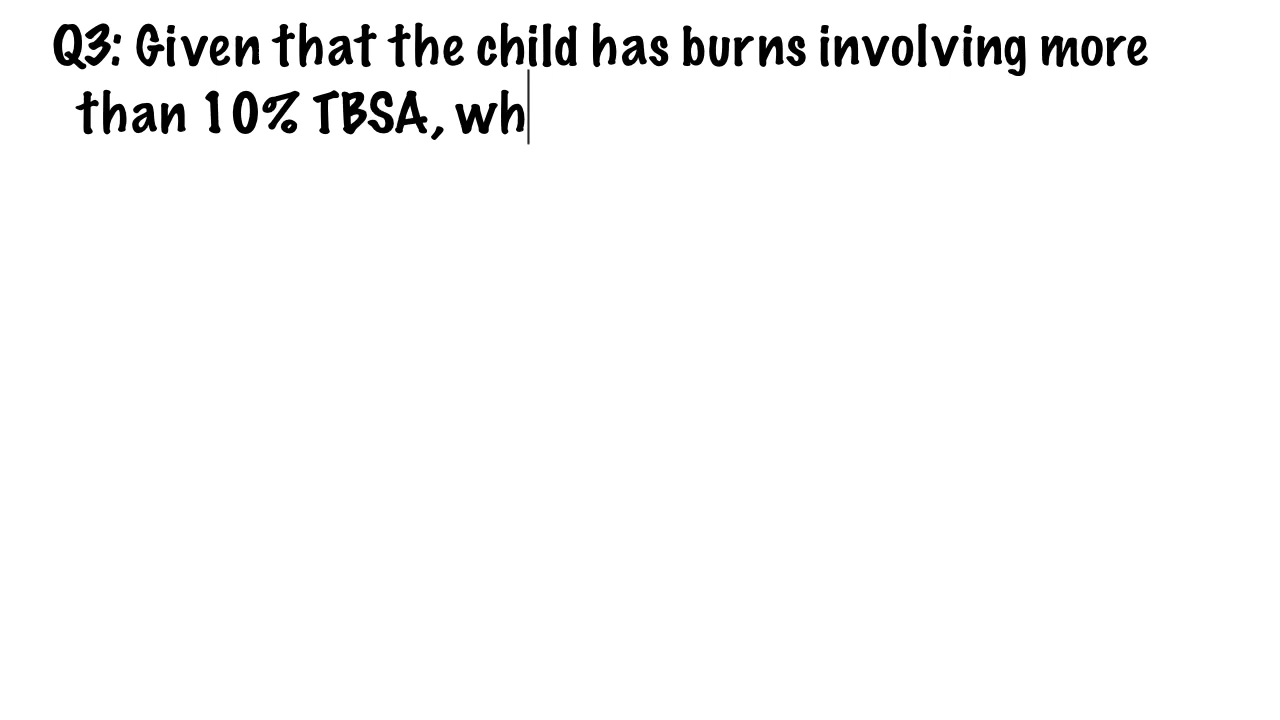 Q3: Given that the child has burns involving more
than 10% TBSA, wh